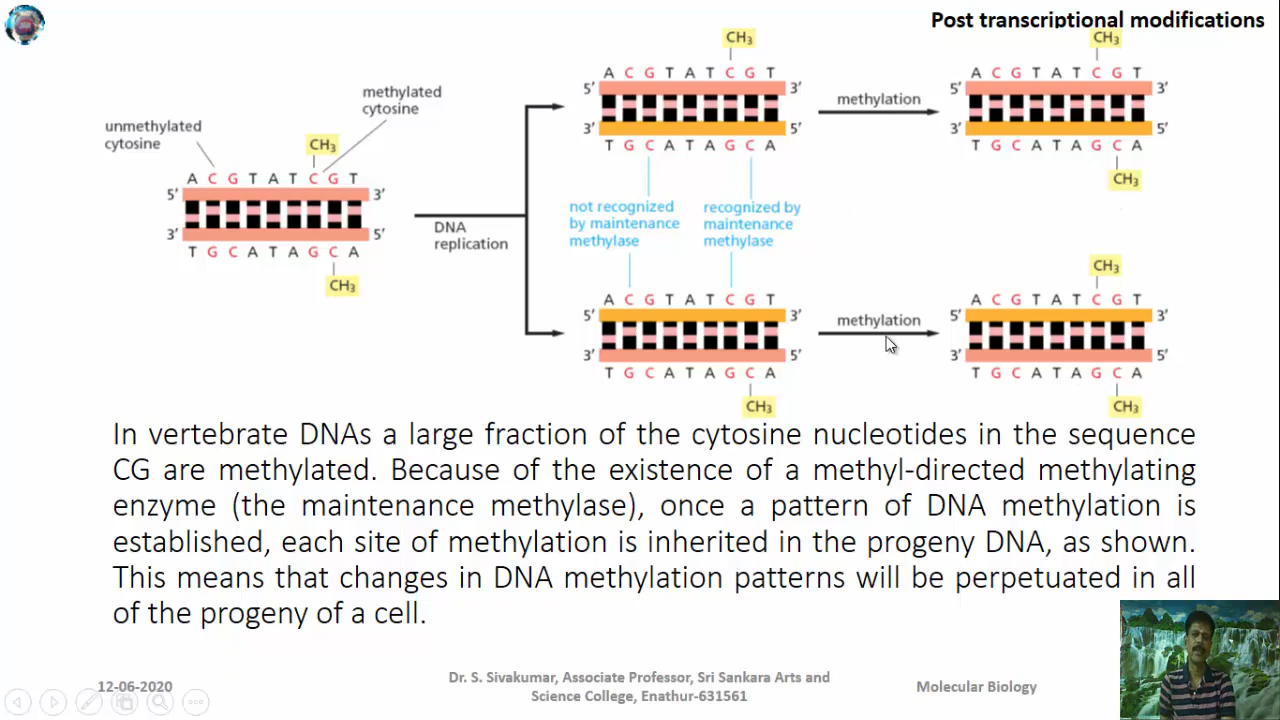 Post transcriptional modifications
CH3
CH3
A C G T A T C G T
A C G T A T C G T
5' 3'
5' 3'
methylated
cytosine
methylation
unmethylated
cytosine
3' 5'
3' 5'
CH3
T G C A T A G C A
T G C A T A G C A
A C G T A T C G T
CH3
5' 3'
not recognized
by maintenance
methylase
recognized by
maintenance
methylase
3' 5'
DNA
replication
T G C A T A G C A
CH3
CH3
A C G T A T C G T
A C G T A T C G T
5' 3'
5' 3'
methylation
3' 5'
3' 5'
T G C A T A G C A
T G C A T A G C A
CH3
CH3
In vertebrate DNAs a large fraction of the cytosine nucleotides in the sequence
CG are methylated. Because of the existence of a methyl-directed methylating
enzyme (the maintenance methylase), once a pattern of DNA methylation is
established, each site of methylation is inherited in the progeny DNA, as shown.
This means that changes in DNA methylation patterns will be perpetuated in all
of the progeny of a cell.
12-06-2020
Dr. S. Sivakumar, Associate Professor, Sri Sankara Arts and
Science College, Enathur-631561
Molecular Biology